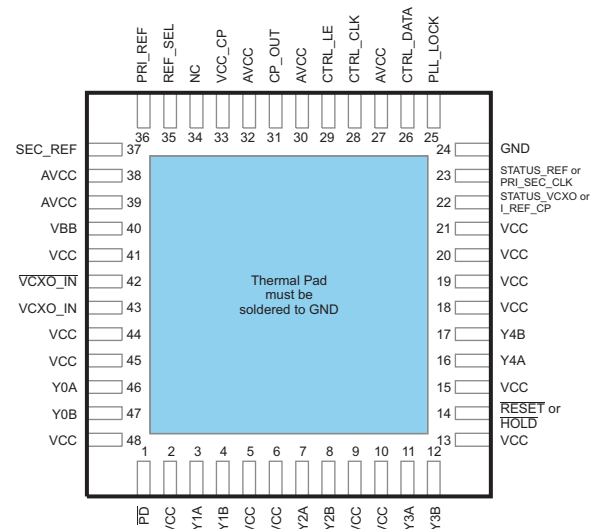 PRI_REF
REF_SEL
NC
VCC_CP
AVCC
CP_OUT
AVCC
CTRL_LE
CTRL_CLK
AVCC
CTRL_DATA
PLL_LOCK
36 35 34 33 32 31 30 29 28 27 26 25
SEC_REF 37
AVCC 38
AVCC 39
VBB 40
VCC 41
V̅C̅X̅O̅_̅I̅N̅ 42
VCXO_IN 43
VCC 44
VCC 45
Y0A 46
Y0B 47
VCC 48
Thermal Pad
must be
soldered to GND
24 GND
23 STATUS_REF or
PRI_SEC_CLK
22 STATUS_VCXO or
I_REF_CP
21 VCC
20 VCC
19 VCC
18 VCC
17 Y4B
16 Y4A
15 VCC
14 R̅E̅S̅E̅T̅ or
H̅O̅L̅D̅
13 VCC
1 2 3 4 5 6 7 8 9 10 11 12
P̅D̅
VCC
Y1A
Y1B
VCC
VCC
Y2A
Y2B
VCC
VCC
Y3A
Y3B